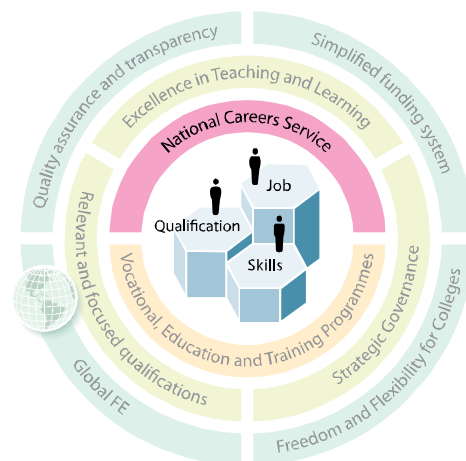 Quality assurance and transparency
Simplified funding system
Excellence in Teaching and Learning
National Careers Service
Job
Qualification
Skills
Relevant and focused qualifications
Vocational, Education and Training Programmes
Strategic Governance
Global FE
Freedom and Flexibility for Colleges